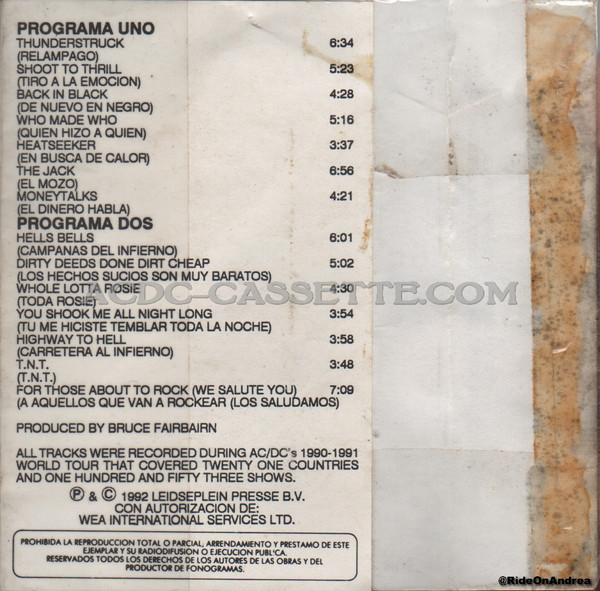 PROGRAMA UNO
THUNDERSTRUCK 6:34
(RELAMPAGO)
SHOOT TO THRILL 5:23
(TIRO A LA EMOCION)
BACK IN BLACK 4:28
(DE NUEVO EN NEGRO)
WHO MADE WHO 5:16
(QUIEN HIZO A QUIEN)
HEATSEEKER 3:37
(EN BUSCA DE CALOR)
THE JACK 6:56
(EL MOZO)
MONEYTALKS 4:21
(EL DINERO HABLA)
PROGRAMA DOS
HELLS BELLS 6:01
(CAMPANAS DEL INFIERNO)
DIRTY DEEDS DONE DIRT CHEAP 5:02
(LOS HECHOS SUCIOS SON MUY BARATOS)
WHOLE LOTTA ROSIE 4:30
(TODA ROSIE)
ACDC-CASSETTE.COM
YOU SHOOK ME ALL NIGHT LONG 3:54
(TU ME HICISTE TEMBLAR TODA LA NOCHE)
HIGHWAY TO HELL 3:58
(CARRETERA AL INFIERNO)
T.N.T. 3:48
(T.N.T.)
FOR THOSE ABOUT TO ROCK (WE SALUTE YOU) 7:09
(A AQUELLOS QUE VAN A ROCKEAR (LOS SALUDAMOS)
PRODUCED BY BRUCE FAIRBAIRN
ALL TRACKS WERE RECORDED DURING AC/DC's 1990-1991
WORLD TOUR THAT COVERED TWENTY ONE COUNTRIES
AND ONE HUNDRED AND FIFTY THREE SHOWS.
℗ & © 1992 LEIDSEPLEIN PRESSE B.V.
CON AUTORIZACION DE:
WEA INTERNATIONAL SERVICES LTD.
PROHIBIDA LA REPRODUCCION TOTAL O PARCIAL, ARRENDAMIENTO Y PRESTAMO DE ESTE
EJEMPLAR Y SU RADIODIFUSION O EJECUCION PUBLICA.
RESERVADOS TODOS LOS DERECHOS DE LOS AUTORES DE LAS OBRAS Y DEL
PRODUCTOR DE FONOGRAMAS.
@RideOnAndrea